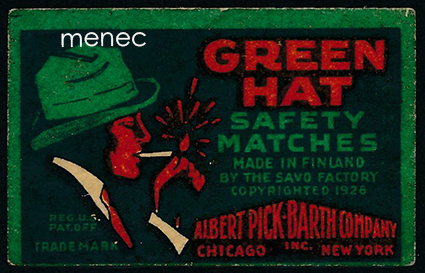 menec
GREEN
HAT
SAFETY
MATCHES
MADE IN FINLAND
BY THE SAVO FACTORY
COPYRIGHTED 1926
REG. U.S.
PAT. OFF.
TRADE MARK
ALBERT PICK-BARTH COMPANY
CHICAGO INC. NEW YORK